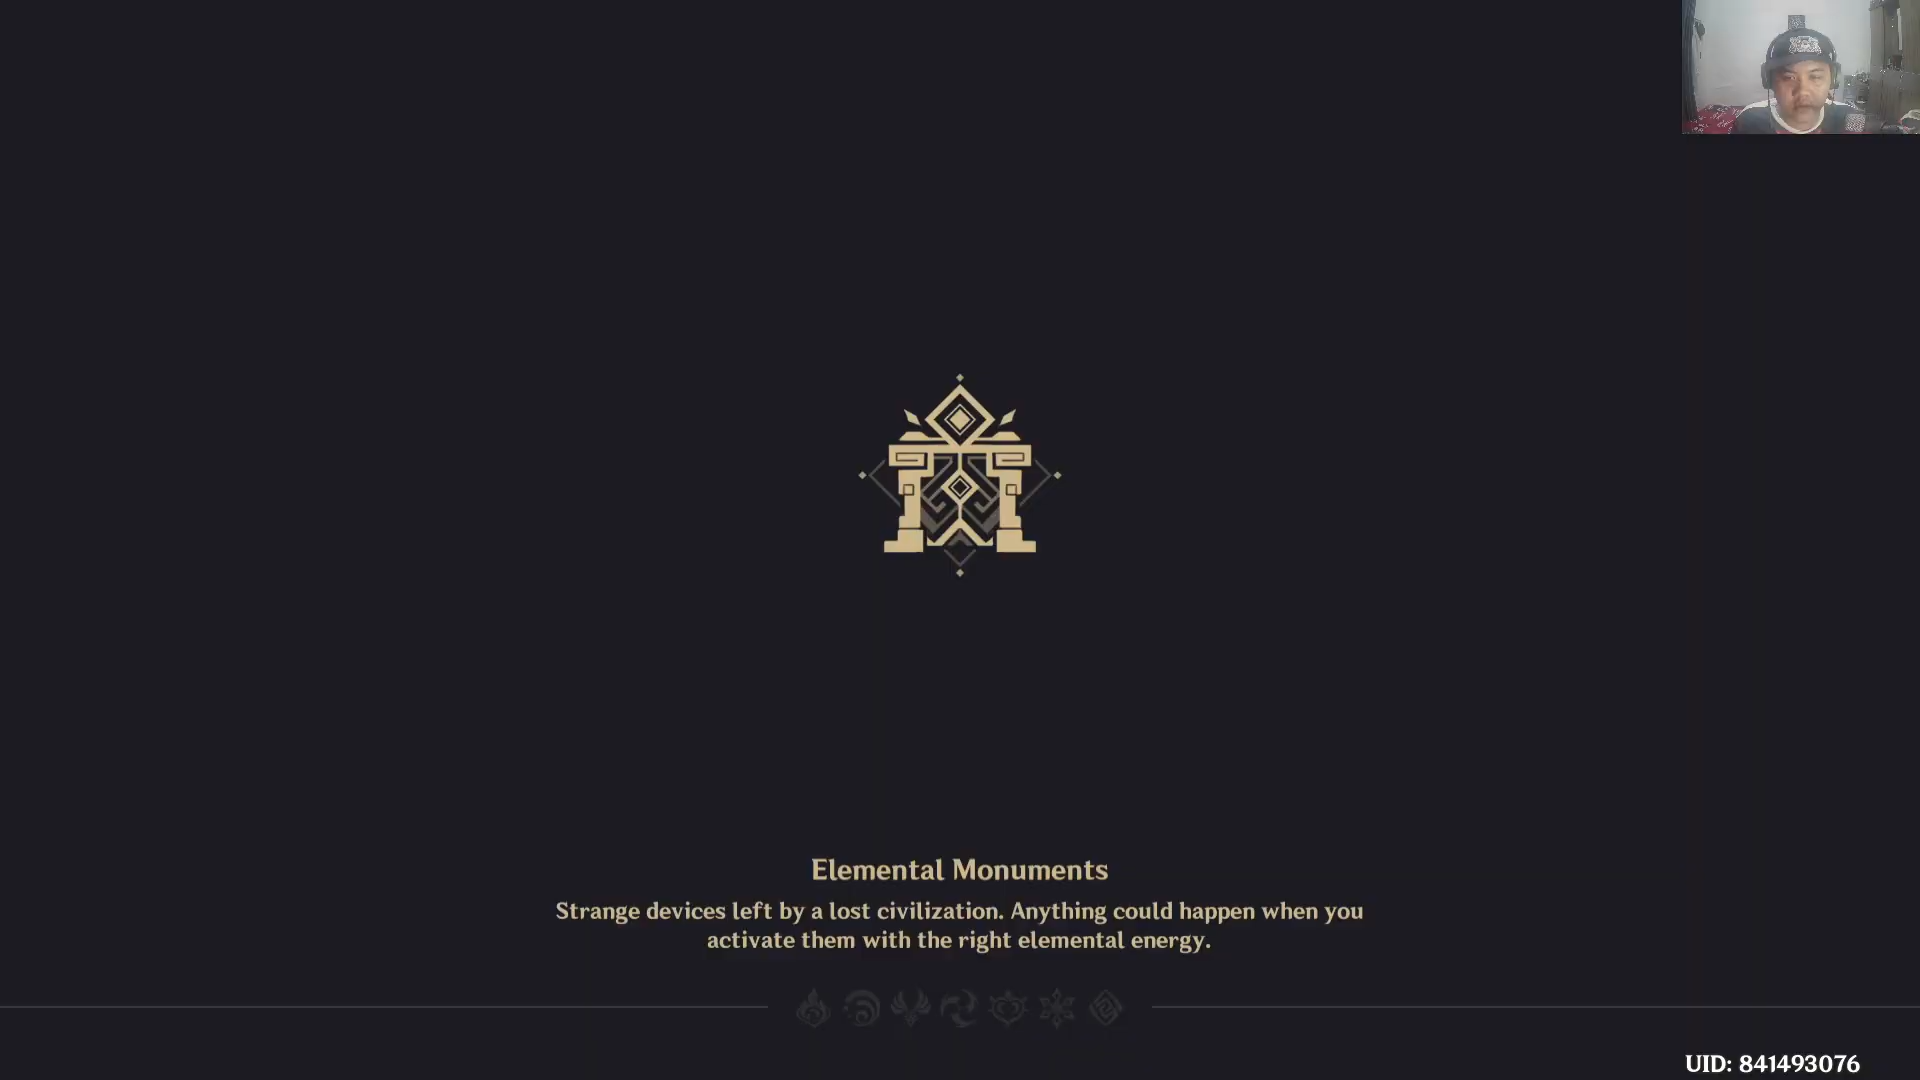 Elemental Monuments
Strange devices left by a lost civilization. Anything could happen when you
activate them with the right elemental energy.
UID: 841493076